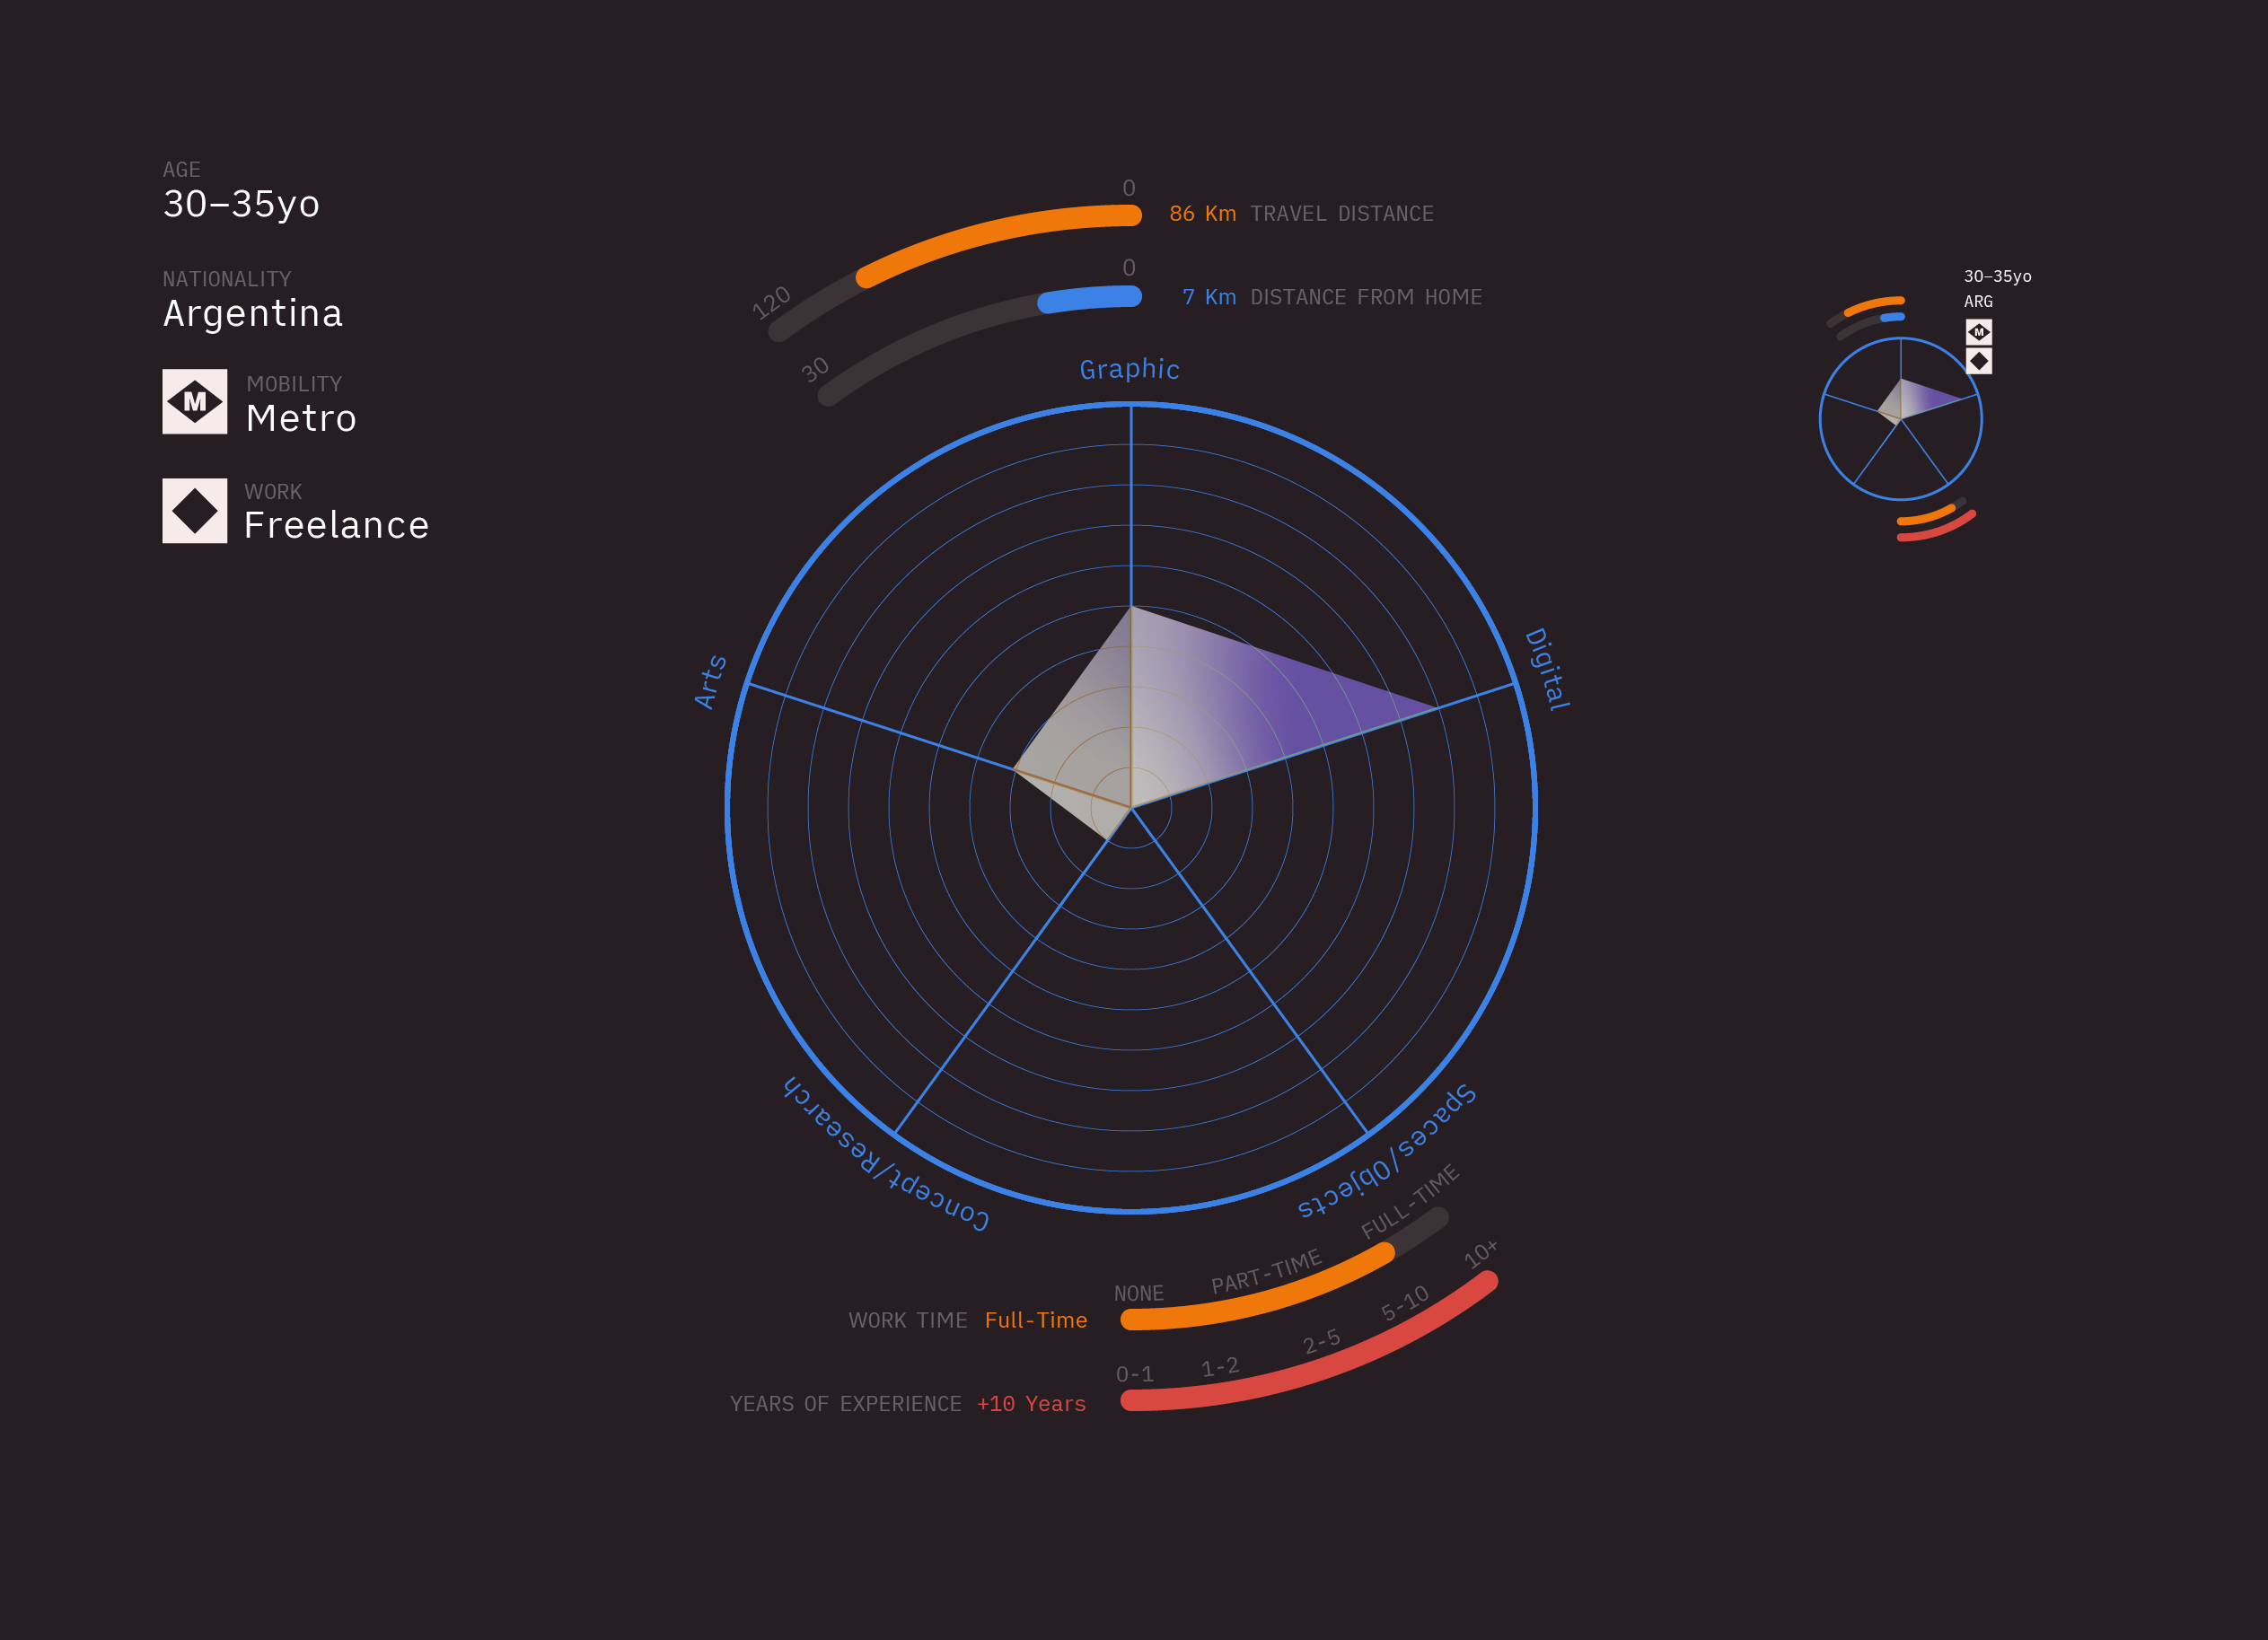 AGE
30–35yo
NATIONALITY
Argentina
M
MOBILITY
Metro
WORK
Freelance
0
86 Km TRAVEL DISTANCE
120
0
7 Km DISTANCE FROM HOME
30
Graphic
Digital
Arts
Concept/Research
Spaces/Objects
NONE
PART-TIME
FULL-TIME
WORK TIME Full-Time
0-1
1-2
2-5
5-10
10+
YEARS OF EXPERIENCE +10 Years
30–35yo
ARG
M